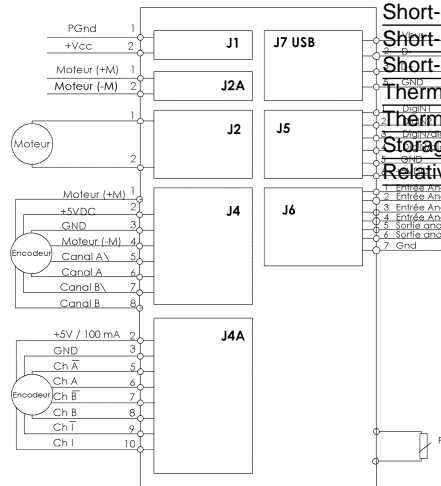 PGnd 1
+Vcc 2
J1
Moteur (+M) 1
Moteur (-M) 2
J2A
Moteur
1
2
J2
Moteur (+M) 1
+5VDC 2
GND 3
Moteur (-M) 4
Canal A\ 5
Canal A 6
Canal B\ 7
Canal B 8
Encodeur
J4
+5V / 100 mA 2
GND 3
Ch A̅ 5
Ch A 6
Ch B̅ 7
Ch B 8
Ch I̅ 9
Ch I 10
Encodeur
J4A
J7 USB
J5
J6
Short-
Short-
Short-
5 GND
Therm
DigIN1
Therm
Storag
5 GND
Relativ
1 Entrée An
2 Entrée An
3 Entrée An
4 Entrée An
5 Sortie ana
6 Sortie ana
7 Gnd